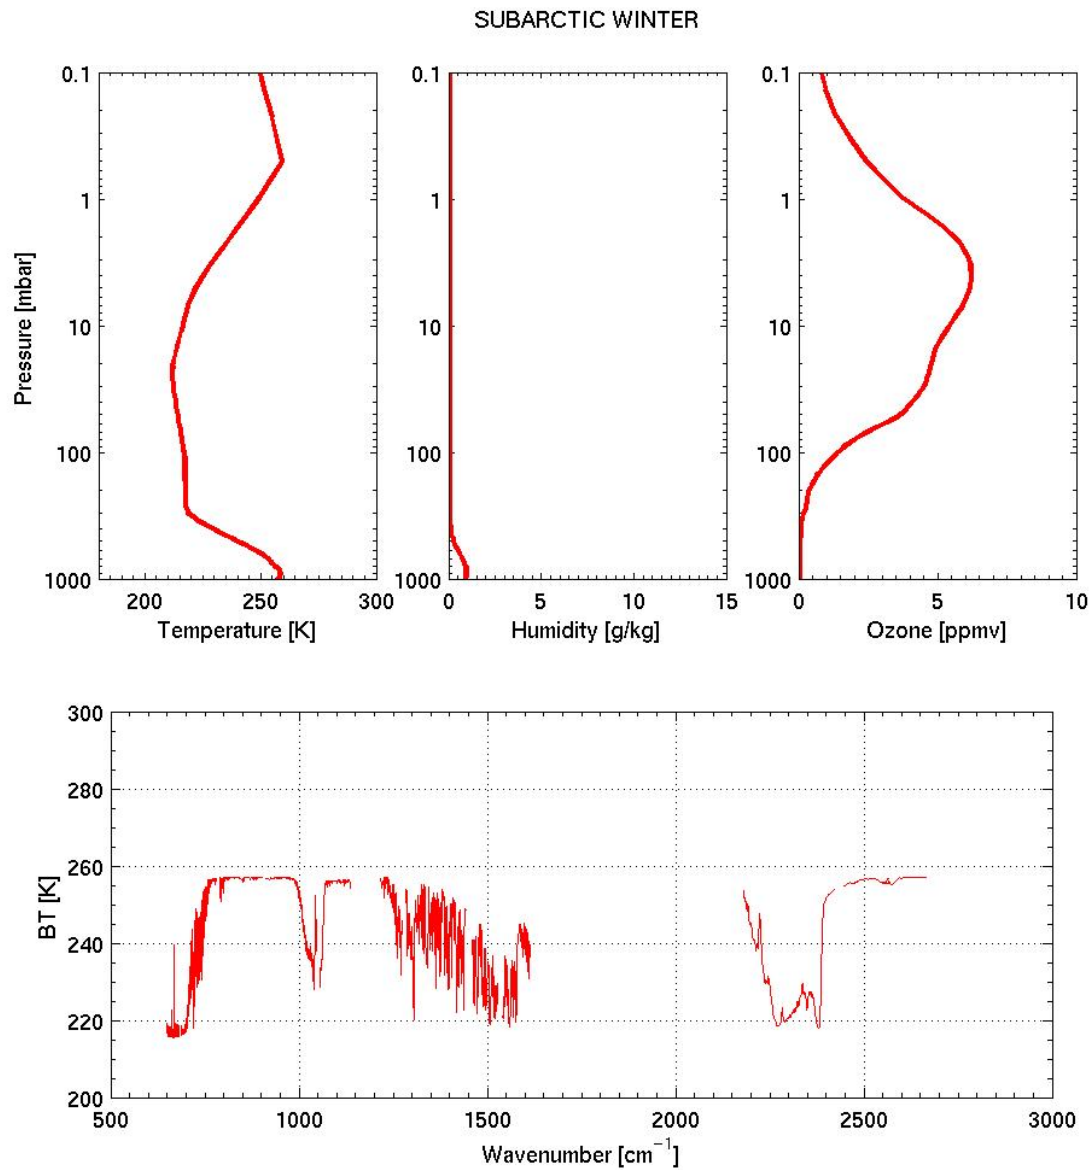 SUBARCTIC WINTER
0.1
1
10
100
1000
200 250 300
Temperature [K]
Pressure [mbar]
0.1
1
10
100
1000
0 5 10 15
Humidity [g/kg]
0.1
1
10
100
1000
0 5 10
Ozone [ppmv]
300
280
260
240
220
200
BT [K]
500 1000 1500 2000 2500 3000
Wavenumber [cm⁻¹]